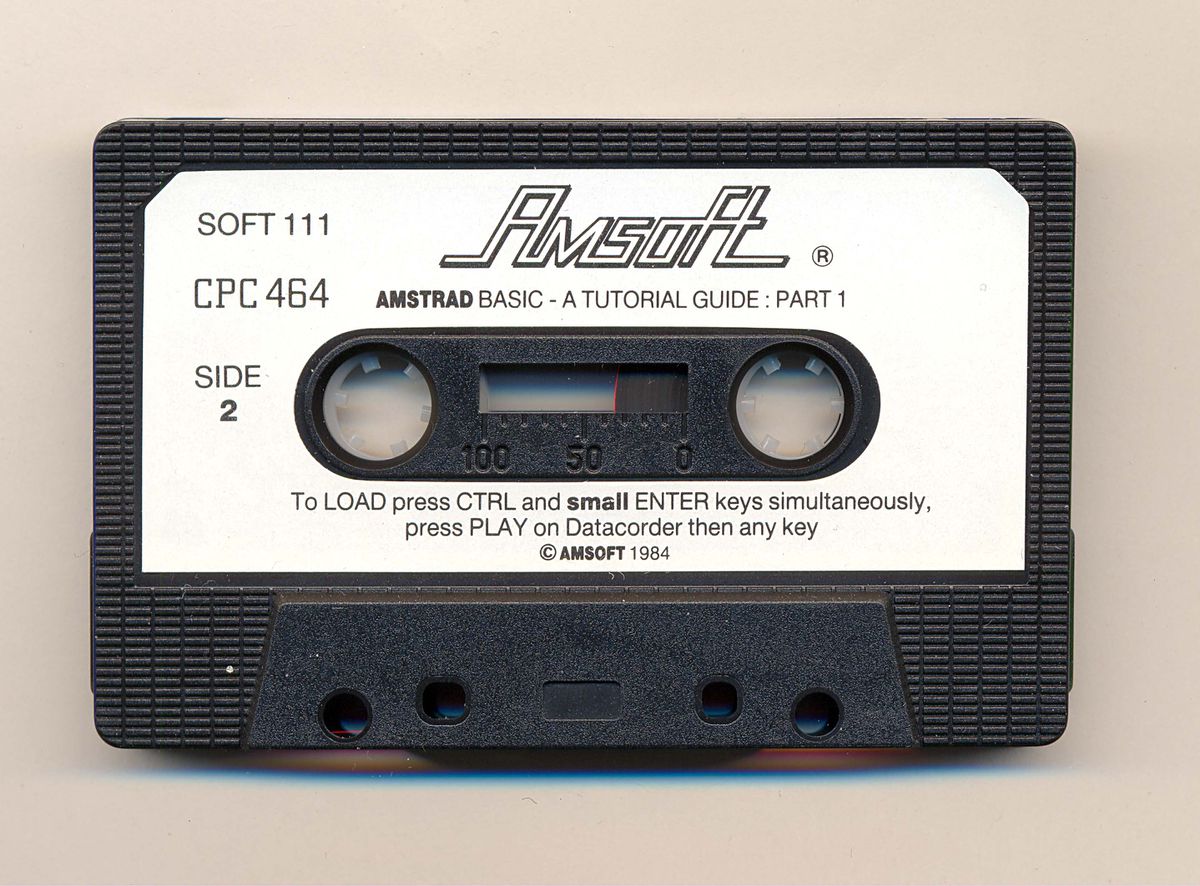 SOFT 111
Amsoft ®
CPC 464
AMSTRAD BASIC - A TUTORIAL GUIDE : PART 1
SIDE
2
100 50 0
To LOAD press CTRL and small ENTER keys simultaneously,
press PLAY on Datacorder then any key
© AMSOFT 1984